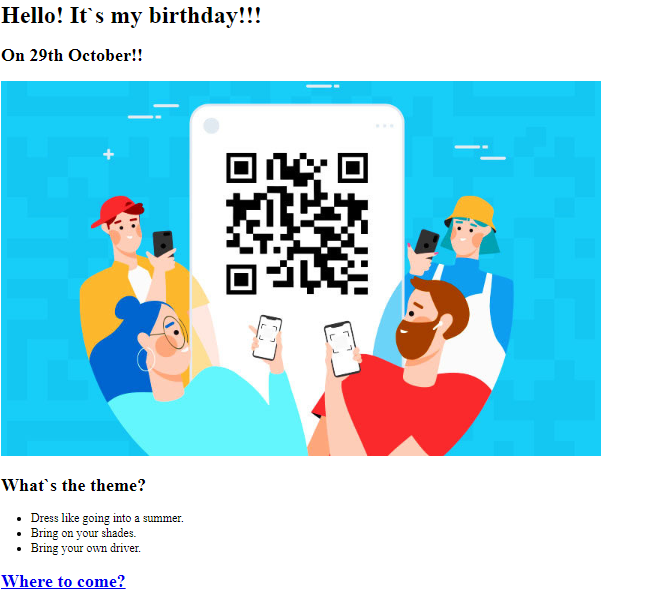 Hello! It`s my birthday!!!
On 29th October!!
What`s the theme?
Dress like going into a summer.
Bring on your shades.
Bring your own driver.
Where to come?